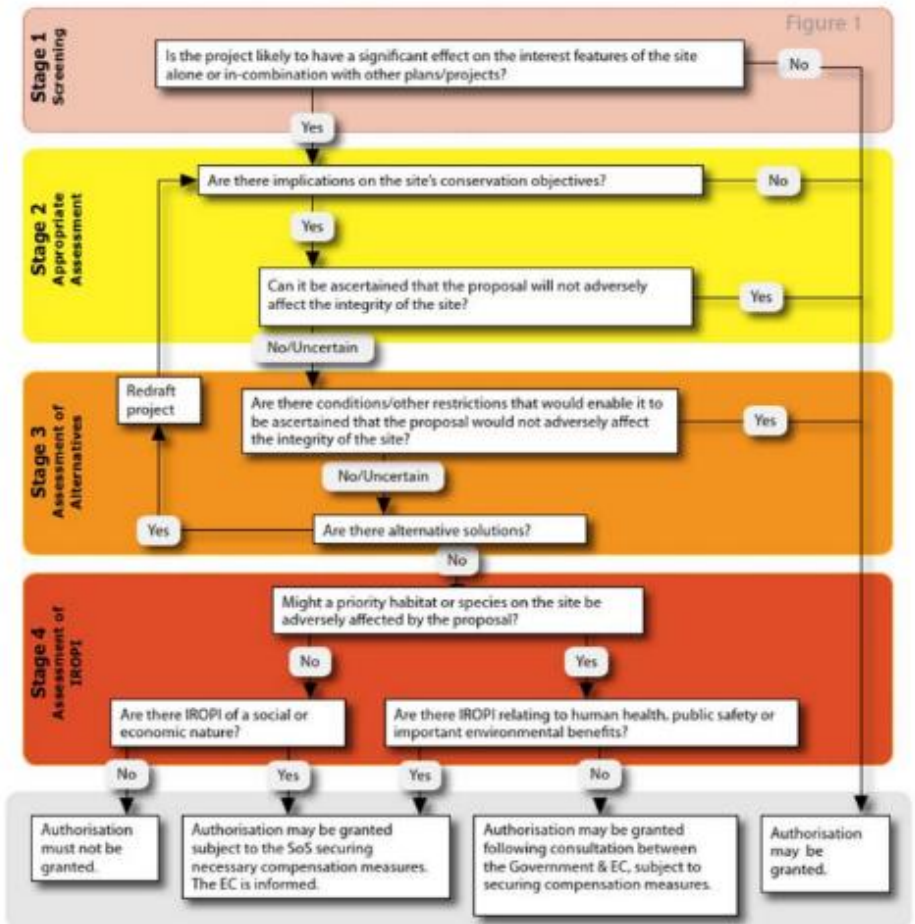 Figure 1
Stage 1
Screening
Is the project likely to have a significant effect on the interest features of the site
alone or in-combination with other plans/projects?
No
Yes
Stage 2
Appropriate
Assessment
Are there implications on the site's conservation objectives?
No
Yes
Can it be ascertained that the proposal will not adversely
affect the integrity of the site?
Yes
No/Uncertain
Stage 3
Assessment of
Alternatives
Redraft
project
Are there conditions/other restrictions that would enable it to
be ascertained that the proposal would not adversely affect
the integrity of the site?
Yes
No/Uncertain
Yes
Are there alternative solutions?
No
Stage 4
Assessment of
IROPI
Might a priority habitat or species on the site be
adversely affected by the proposal?
No
Yes
Are there IROPI of a social or
economic nature?
Are there IROPI relating to human health, public safety or
important environmental benefits?
No
Yes
Yes
No
Authorisation
must not be
granted.
Authorisation may be granted
subject to the SoS securing
necessary compensation measures.
The EC is informed.
Authorisation may be granted
following consultation between
the Government & EC, subject to
securing compensation measures.
Authorisation
may be
granted.